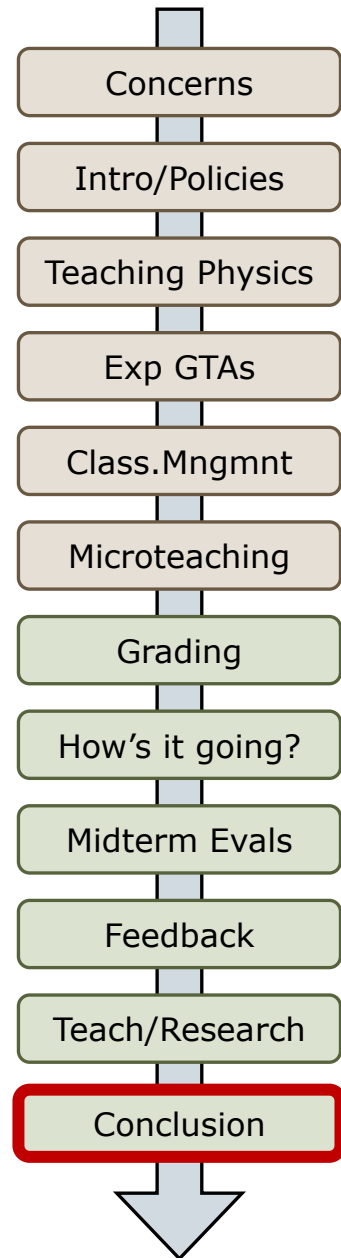 Concerns
Intro/Policies
Teaching Physics
Exp GTAs
Class.Mngmnt
Microteaching
Grading
How's it going?
Midterm Evals
Feedback
Teach/Research
Conclusion